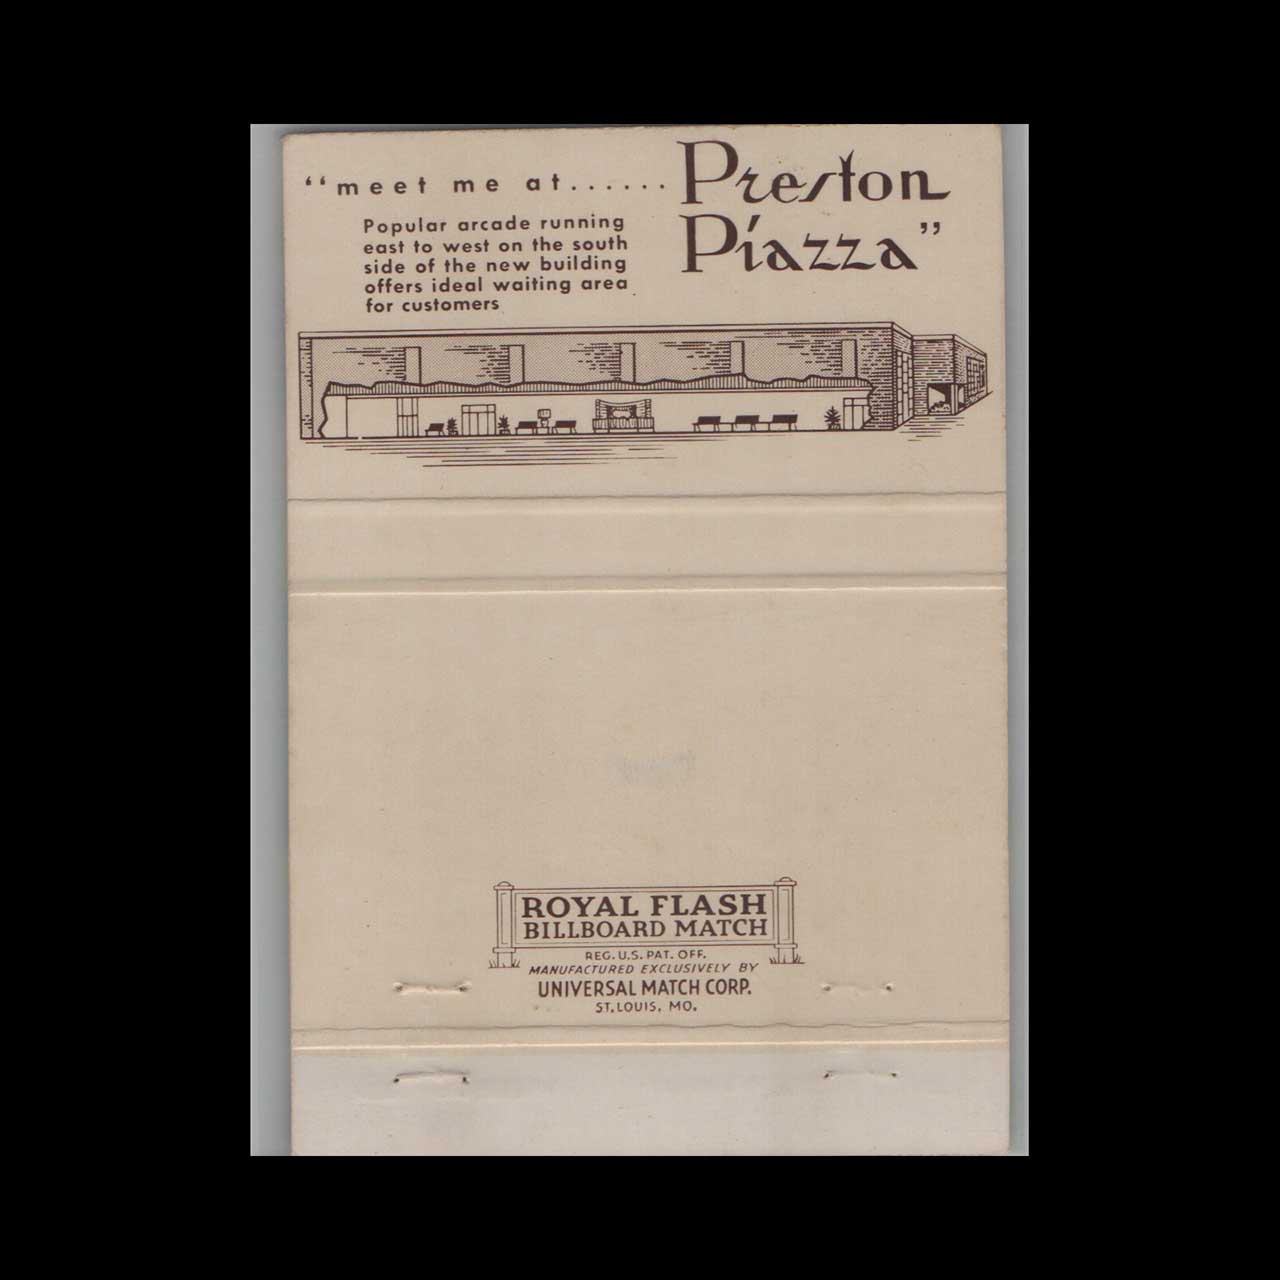 “meet me at...... Preston
Piazza”
Popular arcade running
east to west on the south
side of the new building
offers ideal waiting area
for customers
ROYAL FLASH
BILLBOARD MATCH
REG. U.S. PAT. OFF.
MANUFACTURED EXCLUSIVELY BY
UNIVERSAL MATCH CORP.
ST. LOUIS, MO.